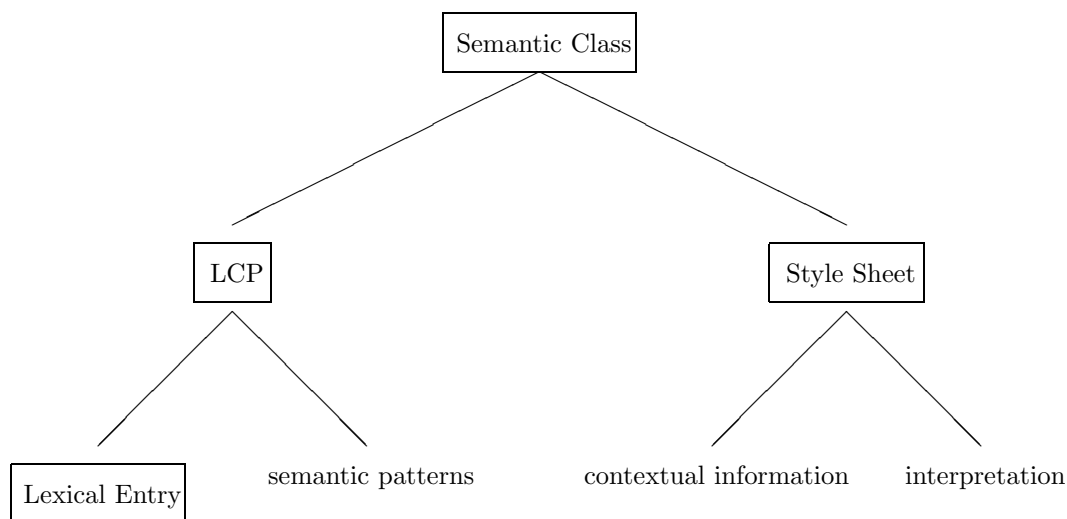 Semantic Class
LCP
Style Sheet
Lexical Entry
semantic patterns
contextual information
interpretation